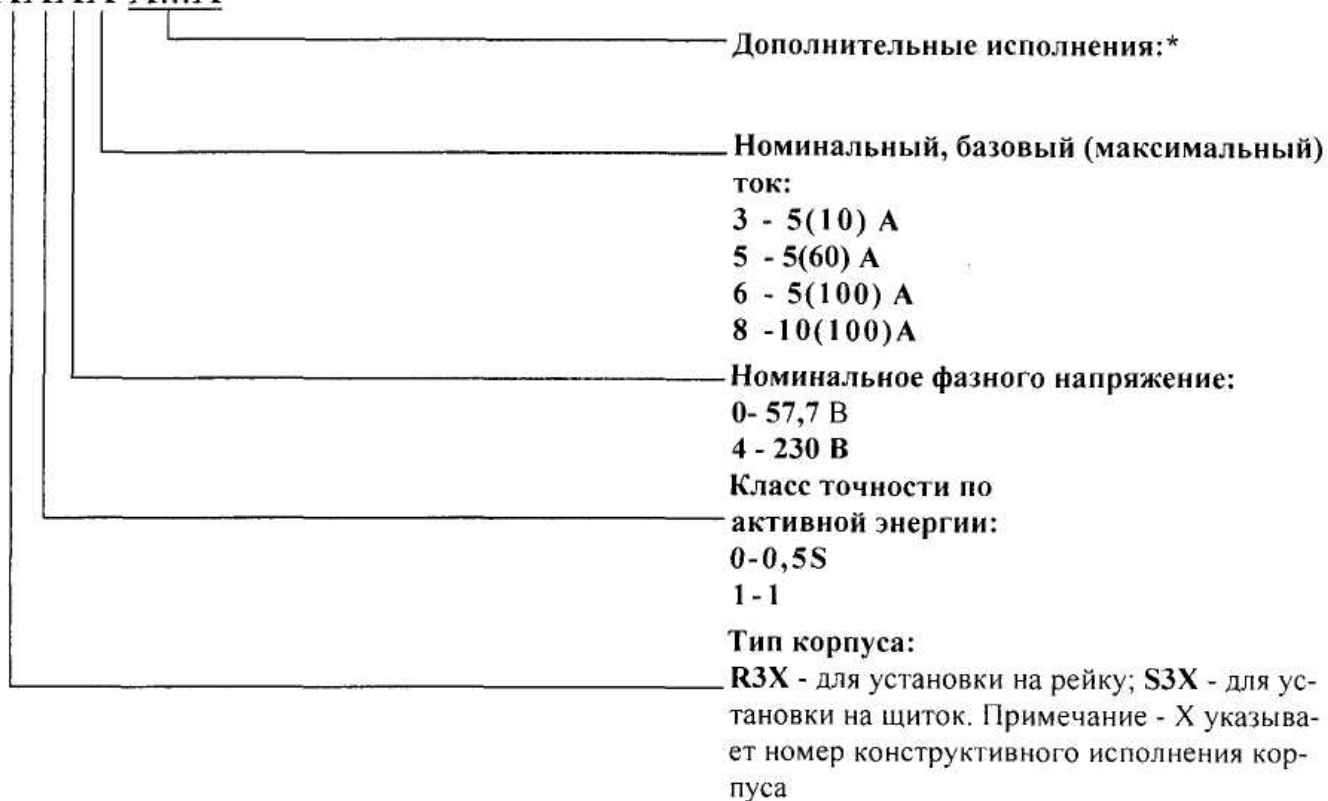 Дополнительные исполнения:*
Номинальный, базовый (максимальный)
ток:
3 - 5(10) А
5 - 5(60) А
6 - 5(100) А
8 -10(100)А
Номинальное фазного напряжение:
0- 57,7 В
4 - 230 В
Класс точности по
активной энергии:
0-0,5S
1 - 1
Тип корпуса:
R3X - для установки на рейку; S3X - для ус-
тановки на щиток. Примечание - X указыва-
ет номер конструктивного исполнения кор-
пуса